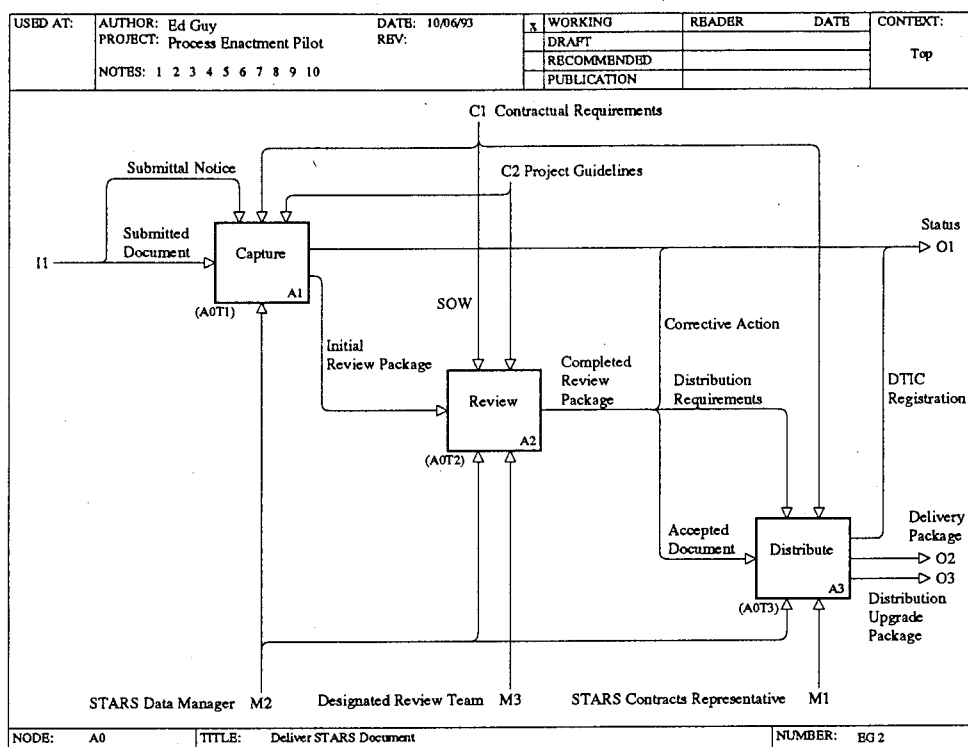 USED AT:
AUTHOR: Ed Guy
DATE: 10/06/93
PROJECT: Process Enactment Pilot
REV:
NOTES: 1 2 3 4 5 6 7 8 9 10
x WORKING
DRAFT
RECOMMENDED
PUBLICATION
READER DATE
CONTEXT:
Top
C1 Contractual Requirements
Submittal Notice
C2 Project Guidelines
Submitted
Document
I1
Capture
A1
(A0T1)
Status
O1
SOW
Corrective Action
Initial
Review Package
Completed
Review
Package
Distribution
Requirements
DTIC
Registration
Review
A2
(A0T2)
Accepted
Document
Distribute
A3
(A0T3)
Delivery
Package
O2
O3
Distribution
Upgrade
Package
STARS Data Manager M2
Designated Review Team M3
STARS Contracts Representative M1
NODE: A0
TITLE: Deliver STARS Document
NUMBER: EG 2